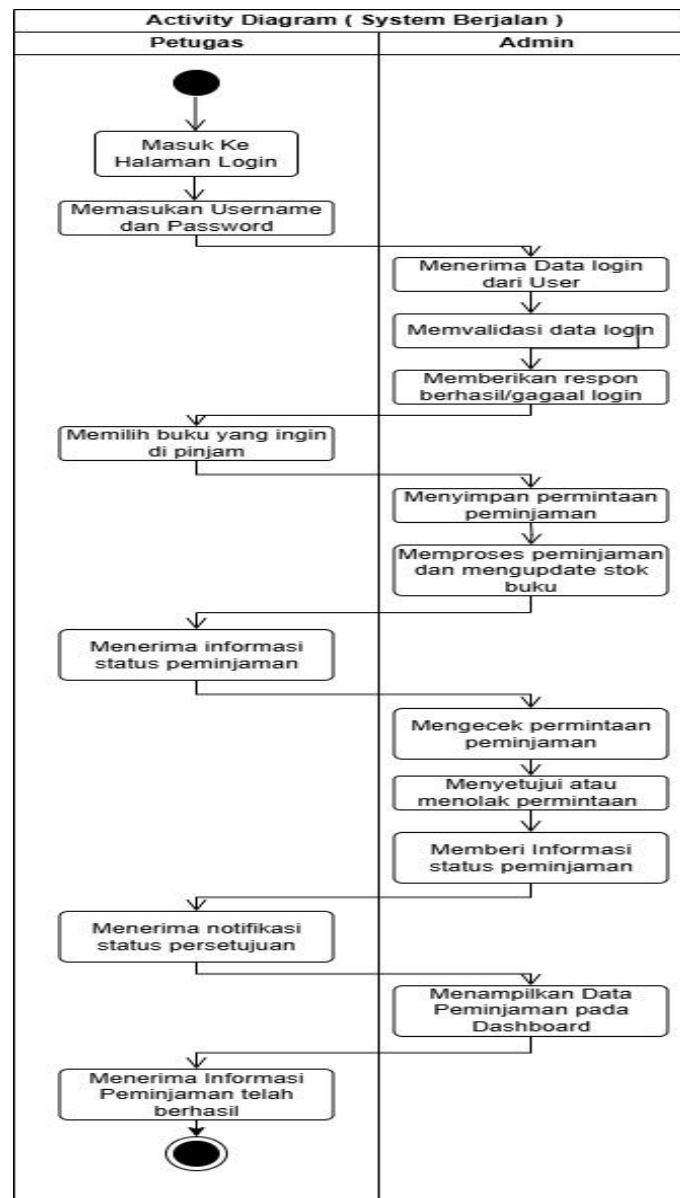 Activity Diagram ( System Berjalan )
Petugas
Admin
Masuk Ke
Halaman Login
Memasukan Username
dan Password
Menerima Data login
dari User
Memvalidasi data login
Memberikan respon
berhasil/gagaal login
Memilih buku yang ingin
di pinjam
Menyimpan permintaan
peminjaman
Memproses peminjaman
dan mengupdate stok
buku
Menerima informasi
status peminjaman
Mengecek permintaan
peminjaman
Menyetujui atau
menolak permintaan
Memberi Informasi
status peminjaman
Menerima notifikasi
status persetujuan
Menampilkan Data
Peminjaman pada
Dashboard
Menerima Informasi
Peminjaman telah
berhasil